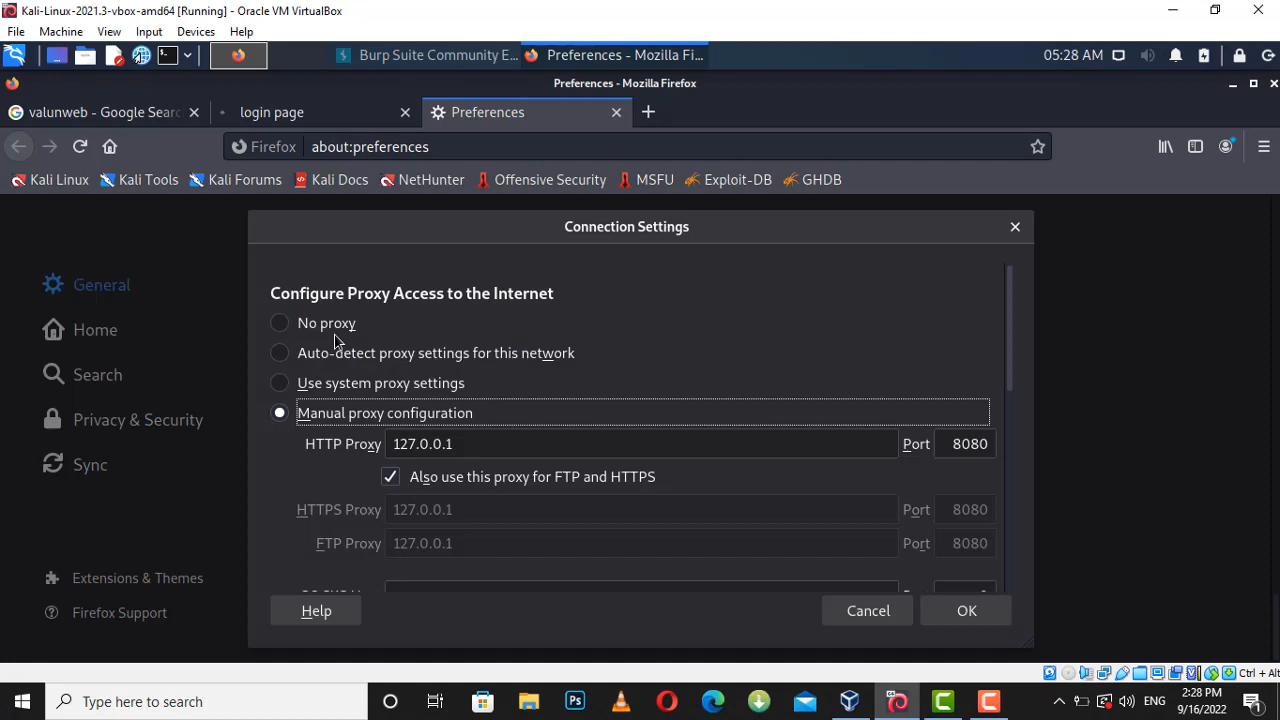 Kali-Linux-2021.3-vbox-amd64 [Running] - Oracle VM VirtualBox
File Machine View Input Devices Help
Burp Suite Community E... Preferences - Mozilla Fi... 05:28 AM
Preferences - Mozilla Firefox
valunweb - Google Searc login page Preferences
Firefox about:preferences
Kali Linux Kali Tools Kali Forums Kali Docs NetHunter Offensive Security MSFU Exploit-DB GHDB
Connection Settings
General
Home
Search
Privacy & Security
Sync
Extensions & Themes
Firefox Support
Configure Proxy Access to the Internet
No proxy
Auto-detect proxy settings for this network
Use system proxy settings
Manual proxy configuration
HTTP Proxy 127.0.0.1 Port 8080
Also use this proxy for FTP and HTTPS
HTTPS Proxy 127.0.0.1 Port 8080
FTP Proxy 127.0.0.1 Port 8080
Help Cancel OK
Ctrl + Alt
Type here to search
Ps
ENG
2:28 PM
9/16/2022
1